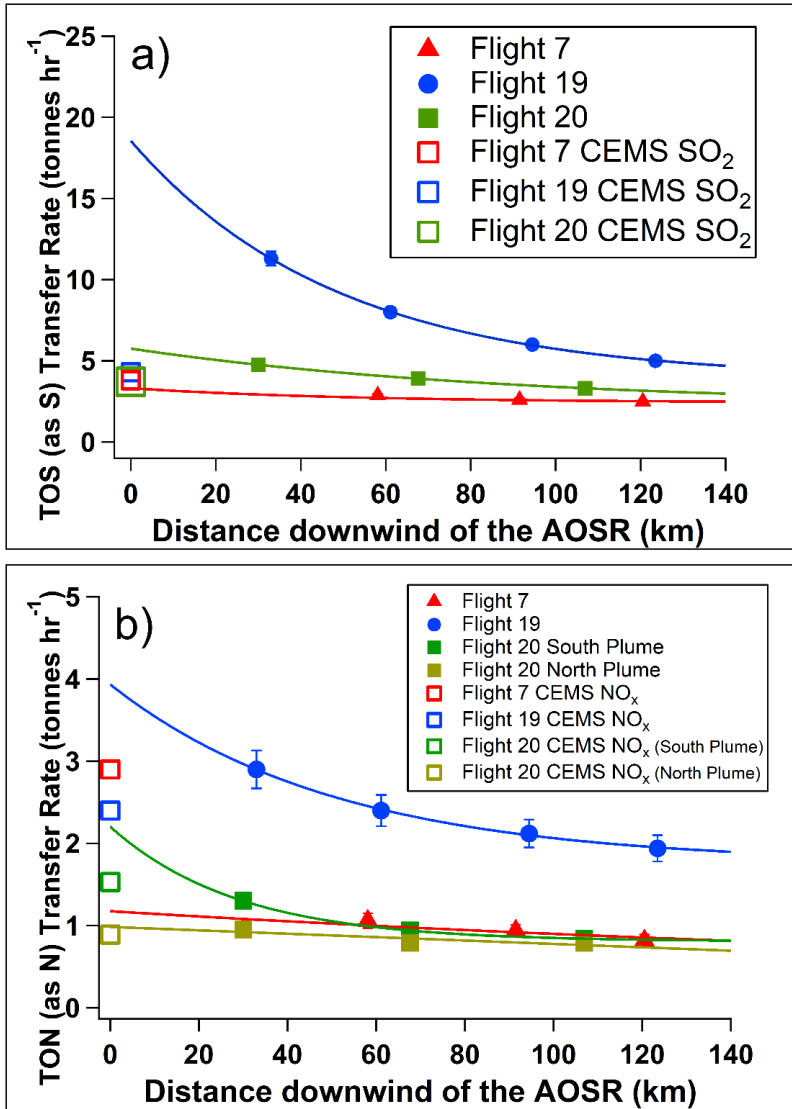 a)
Flight 7
Flight 19
Flight 20
Flight 7 CEMS SO₂
Flight 19 CEMS SO₂
Flight 20 CEMS SO₂
TOS (as S) Transfer Rate (tonnes hr⁻¹)
25
20
15
10
5
0
0 20 40 60 80 100 120 140
Distance downwind of the AOSR (km)
b)
Flight 7
Flight 19
Flight 20 South Plume
Flight 20 North Plume
Flight 7 CEMS NOₓ
Flight 19 CEMS NOₓ
Flight 20 CEMS NOₓ (South Plume)
Flight 20 CEMS NOₓ (North Plume)
TON (as N) Transfer Rate (tonnes hr⁻¹)
5
4
3
2
1
0
0 20 40 60 80 100 120 140
Distance downwind of the AOSR (km)